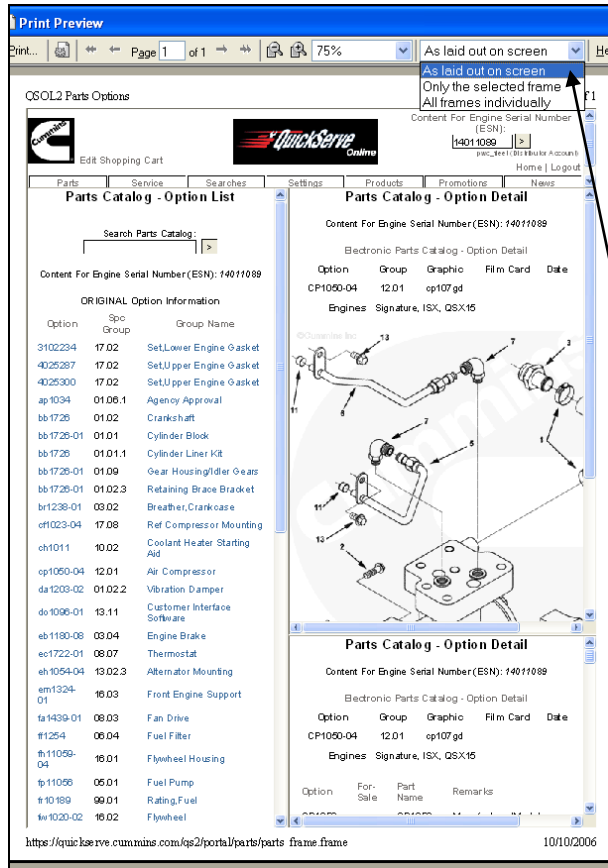 Print Preview
Print... Page 1 of 1 75% As laid out on screen He
As laid out on screen
Only the selected frame
All frames individually
QSOL2 Parts Options f 1
Content For Engine Serial Number
(ESN):
14011089 >
Cummins
QuickServe
Online
Edit Shopping Cart
Home | Logout
Parts Service Searches Settings Products Promotions News
Parts Catalog - Option List
Search Parts Catalog:
>
Content For Engine Serial Number (ESN): 14011089
ORIGINAL Option Information
Option Spc Group Group Name
3102234 17.02 Set,Lower Engine Gasket
4025287 17.02 Set,Upper Engine Gasket
4025300 17.02 Set,Upper Engine Gasket
ap1034 01.06.1 Agency Approval
bb1726 01.02 Crankshaft
bb1726-01 01.01 Cylinder Block
bb1726 01.01.1 Cylinder Liner Kit
bb1726-01 01.09 Gear Housing/Idler Gears
bb1726-01 01.02.3 Retaining Brace Bracket
br1238-01 03.02 Breather,Crankcase
cf1023-04 17.08 Ref Compressor Mounting
ch1011 10.02 Coolant Heater Starting
Aid
cp1050-04 12.01 Air Compressor
da1203-02 01.02.2 Vibration Damper
do1096-01 13.11 Customer Interface
Software
eb1180-08 03.04 Engine Brake
ec1722-01 08.07 Thermostat
eh1054-04 13.02.3 Alternator Mounting
em1324-
01 16.03 Front Engine Support
fa1439-01 08.03 Fan Drive
ff1254 06.04 Fuel Filter
fh11059-
04 16.01 Flywheel Housing
fp11056 05.01 Fuel Pump
fr10189 99.01 Rating,Fuel
fw1020-02 16.02 Flywheel
Parts Catalog - Option Detail
Content For Engine Serial Number (ESN): 14011089
Electronic Parts Catalog - Option Detail
Option Group Graphic Film Card Date
CP1050-04 12.01 cp107gd
Engines Signature, ISX, QSX15
©Cummins Inc
13
7
3
11
8
2
1
5
11
13
2
Parts Catalog - Option Detail
Content For Engine Serial Number (ESN): 14011089
Electronic Parts Catalog - Option Detail
Option Group Graphic Film Card Date
CP1050-04 12.01 cp107gd
Engines Signature, ISX, QSX15
Option For-Sale Part Name Remarks
https://quickserve.cummins.com/qs2/portal/parts/parts_frame.frame 10/10/2006